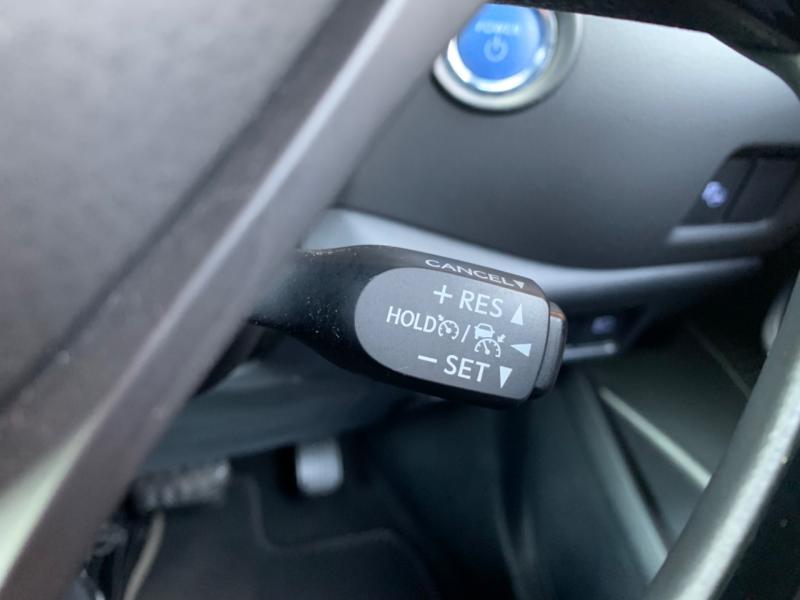 POWER
CANCEL
+ RES
HOLD /
- SET